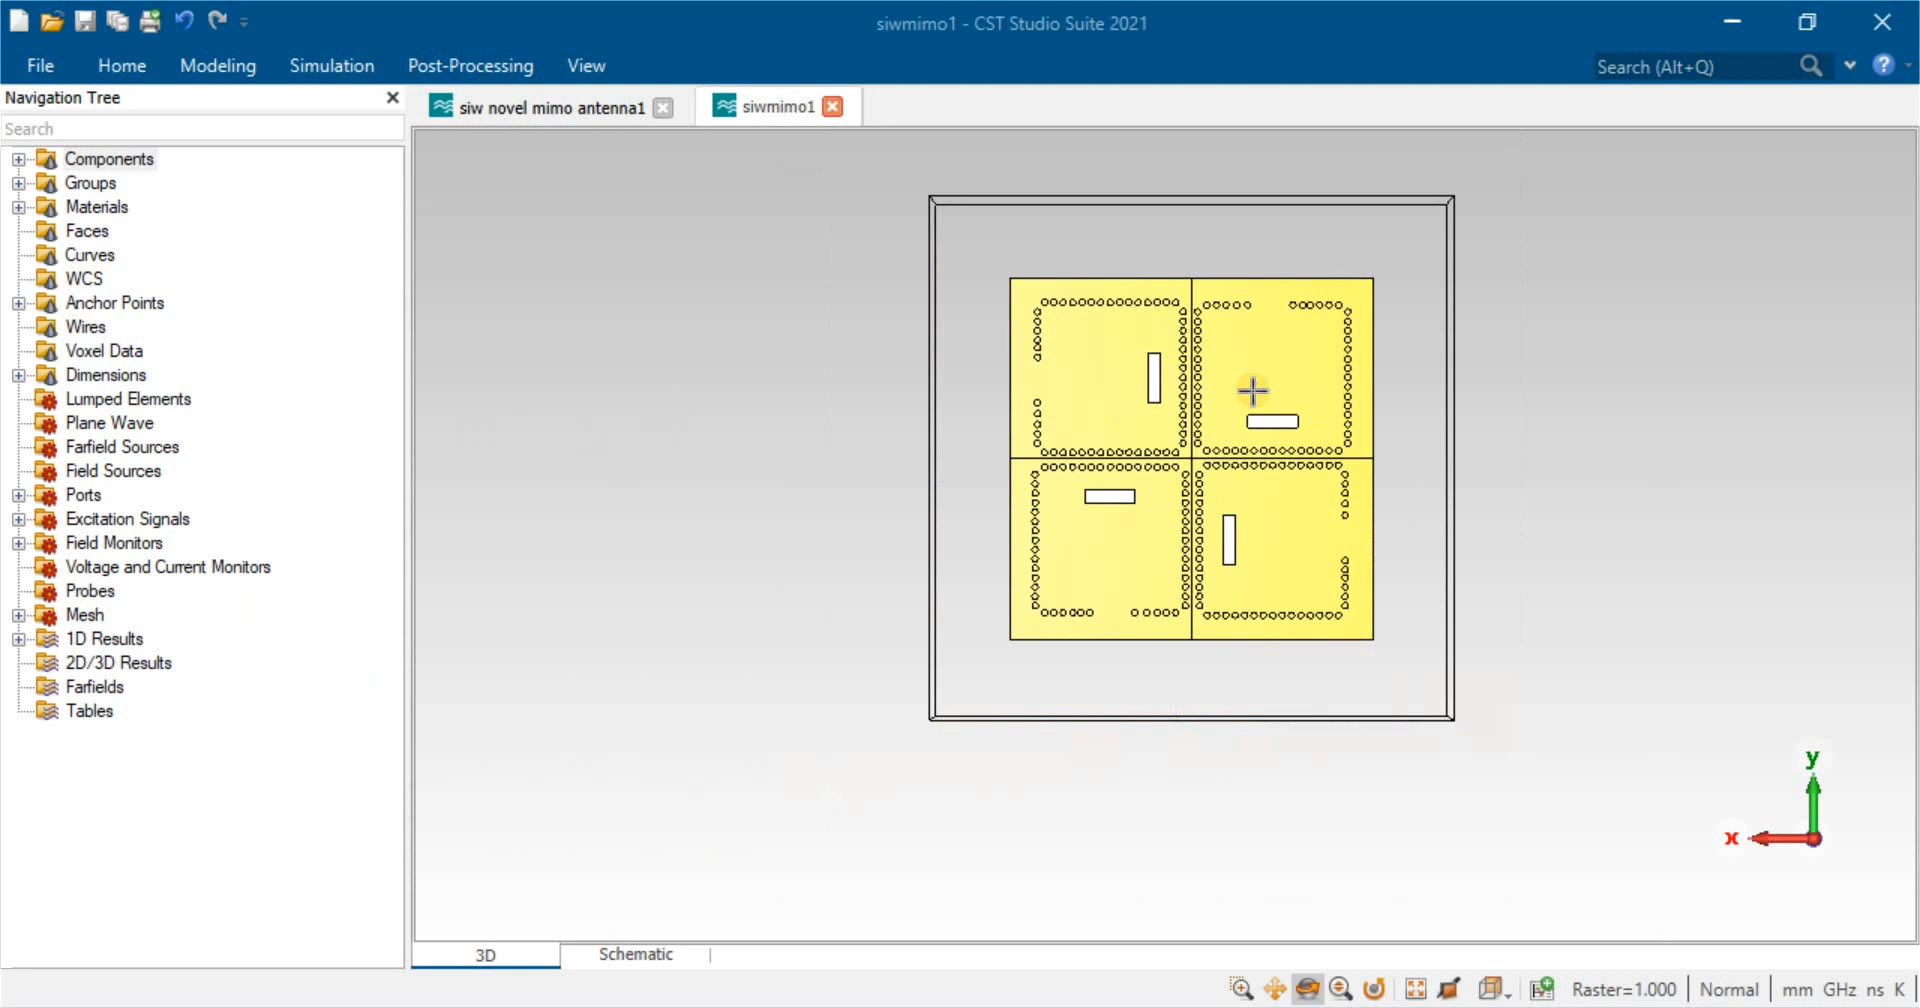 siwmimo1 - CST Studio Suite 2021
File Home Modeling Simulation Post-Processing View Search (Alt+Q) ?
Navigation Tree
siw novel mimo antenna1 siwmimo1
Search
Components
Groups
Materials
Faces
Curves
WCS
Anchor Points
Wires
Voxel Data
Dimensions
Lumped Elements
Plane Wave
Farfield Sources
Field Sources
Ports
Excitation Signals
Field Monitors
Voltage and Current Monitors
Probes
Mesh
1D Results
2D/3D Results
Farfields
Tables
y
x
3D Schematic
Raster=1.000 Normal mm GHz ns K